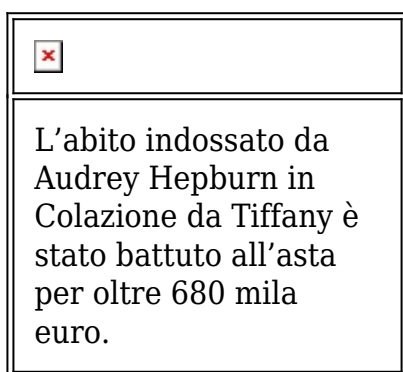 L’abito indossato da
Audrey Hepburn in
Colazione da Tiffany è
stato battuto all’asta
per oltre 680 mila
euro.